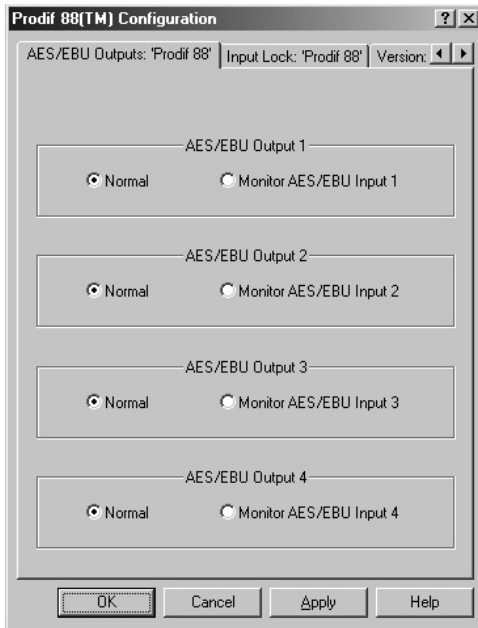 Prodif 88(TM) Configuration
AES/EBU Outputs: 'Prodif 88' Input Lock: 'Prodif 88' Version:
AES/EBU Output 1
Normal Monitor AES/EBU Input 1
AES/EBU Output 2
Normal Monitor AES/EBU Input 2
AES/EBU Output 3
Normal Monitor AES/EBU Input 3
AES/EBU Output 4
Normal Monitor AES/EBU Input 4
OK Cancel Apply Help